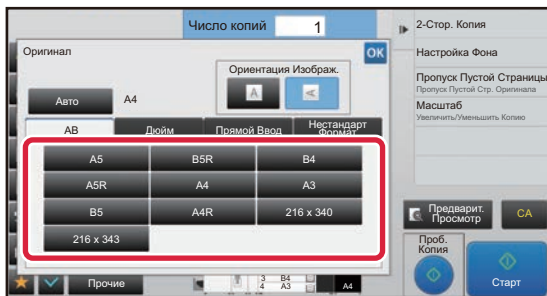 Число копий 1
Оригинал
OK
Ориентация Изображ.
Авто A4
A A
AB Дюйм Прямой Ввод Нестандарт Формат
A5 B5R B4
A5R A4 A3
B5 A4R 216 x 340
216 x 343
Прочие
3 B4
4 A3
A4
2-Стор. Копия
Настройка Фона
Пропуск Пустой Страницы
Пропуск Пустой Стр. Оригинала
Масштаб
Увеличить/Уменьшить Копию
Предварит. Просмотр
CA
Проб. Копия
Старт